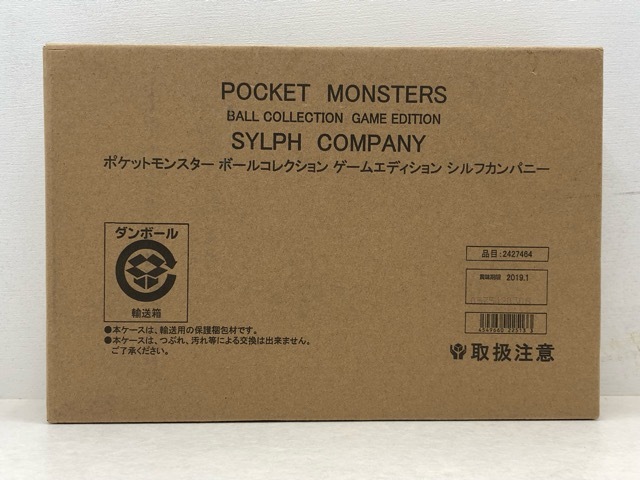 POCKET MONSTERS
BALL COLLECTION GAME EDITION
SYLPH COMPANY
ポケットモンスター ボールコレクション ゲームエディション シルフカンパニー
ダンボール
輸送箱
●本ケースは、輸送用の保護梱包材です。
●本ケースは、つぶれ、汚れ等による交換は出来ません。
ご了承ください。
品目:2427464
賞味期限 2019.1
取扱注意